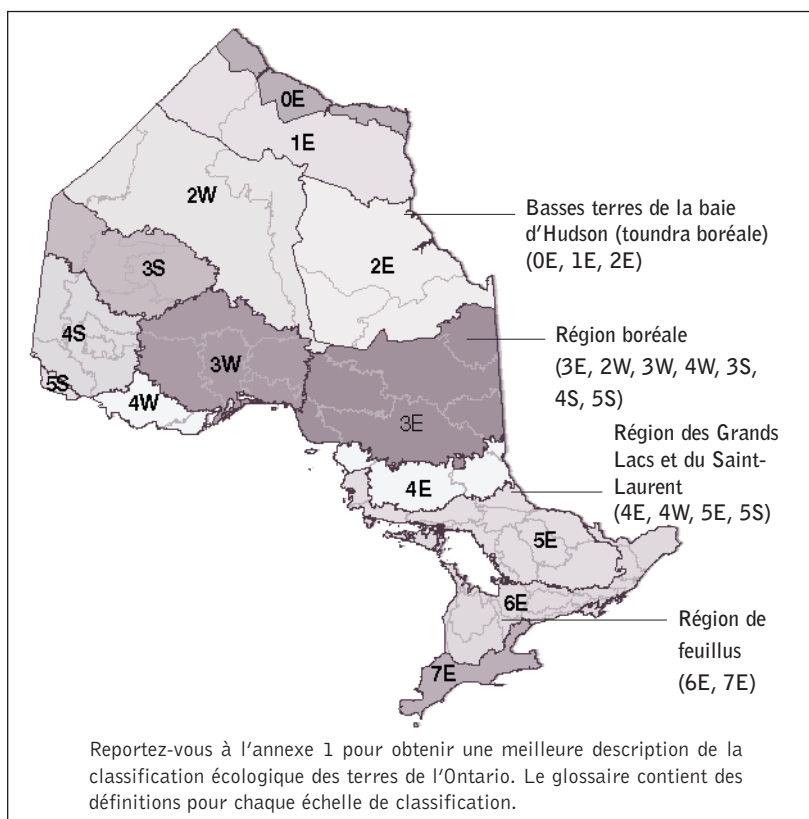 0E
1E
2W
Basses terres de la baie
d'Hudson (toundra boréale)
(0E, 1E, 2E)
2E
3S
4S
Région boréale
(3E, 2W, 3W, 4W, 3S,
4S, 5S)
3W
5S
4W
3E
Région des Grands
Lacs et du Saint-
Laurent
(4E, 4W, 5E, 5S)
4E
5E
6E
Région de
feuillus
(6E, 7E)
7E
Reportez-vous à l'annexe 1 pour obtenir une meilleure description de la
classification écologique des terres de l'Ontario. Le glossaire contient des
définitions pour chaque échelle de classification.